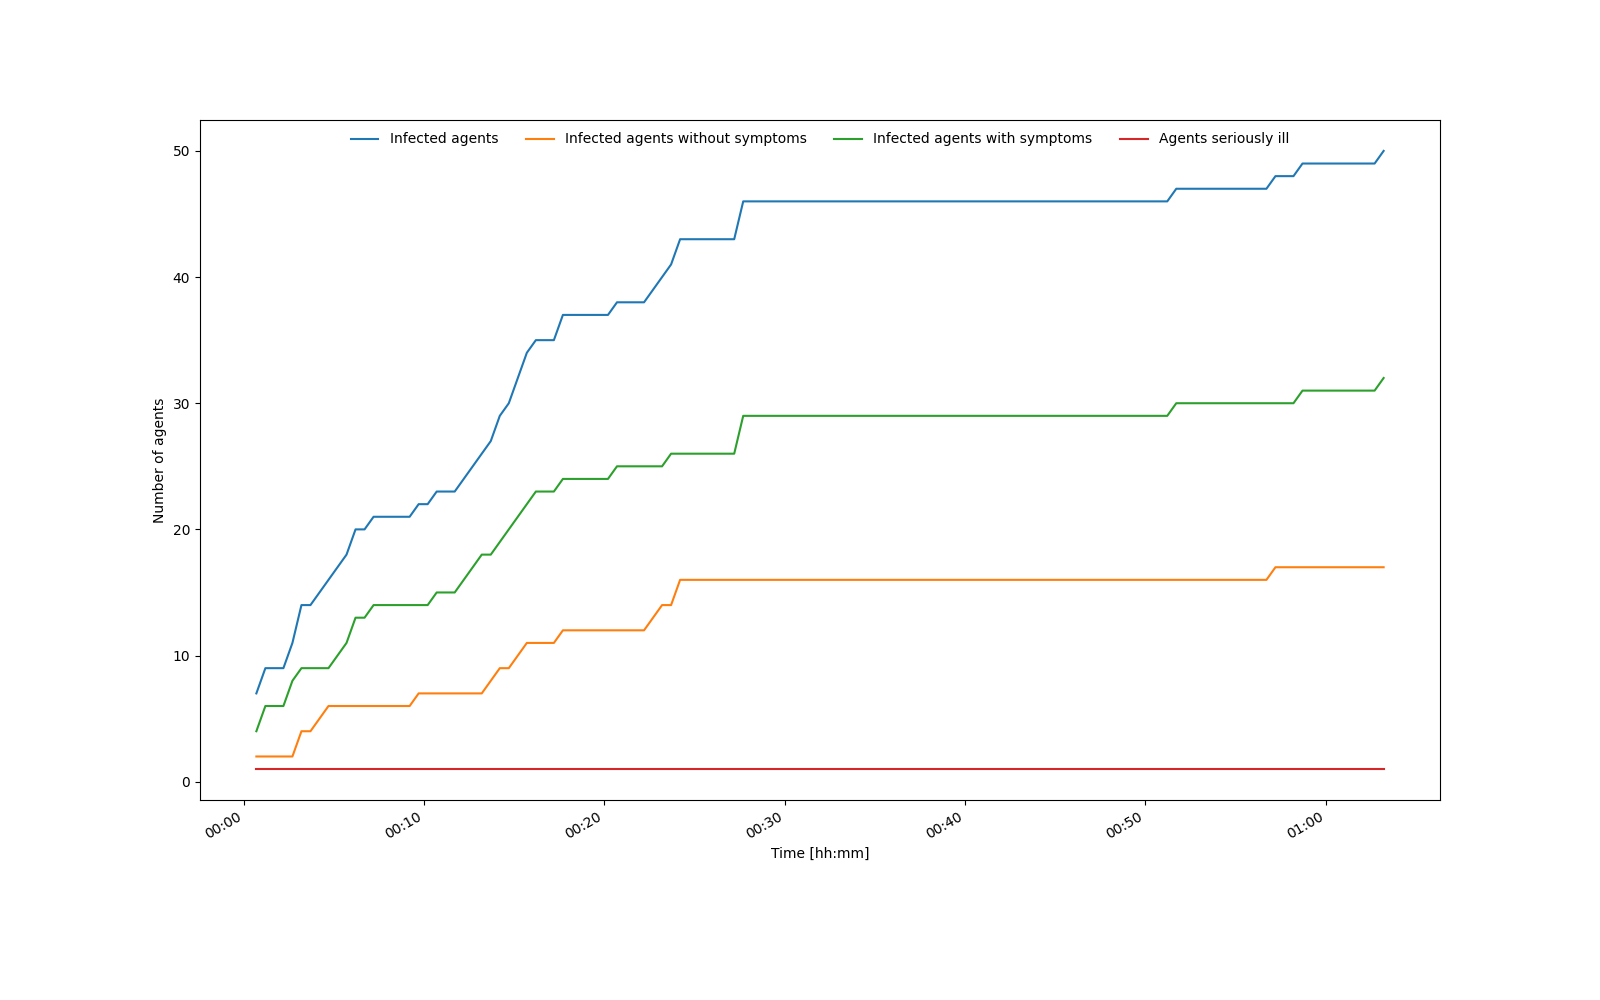 Infected agents Infected agents without symptoms Infected agents with symptoms Agents seriously ill
50
40
30
20
10
0
Number of agents
00:00 00:10 00:20 00:30 00:40 00:50 01:00
Time [hh:mm]